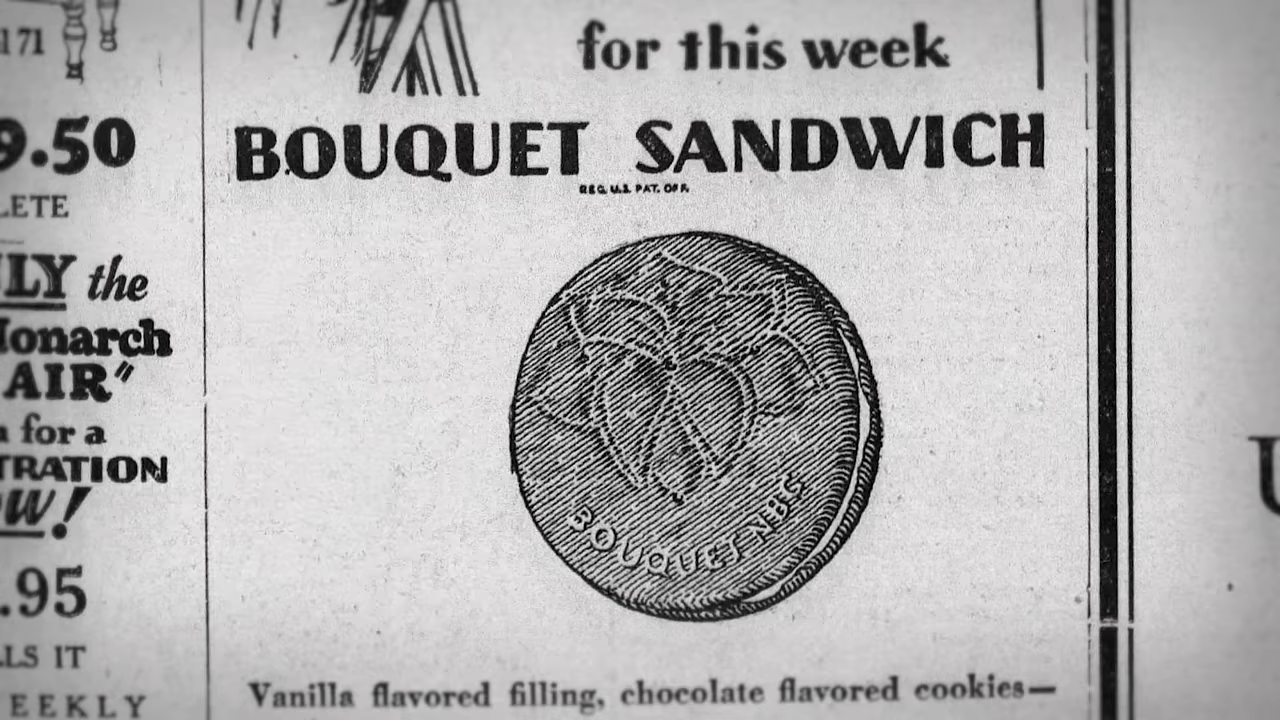 171
9.50
LETE
LY the
Monarch
AIR"
for a
TRATION
W!
.95
LLS IT
EEKLY
for this week
BOUQUET SANDWICH
REG. U.S. PAT. OFF.
BOUQUET NBC
Vanilla flavored filling, chocolate flavored cookies—
U